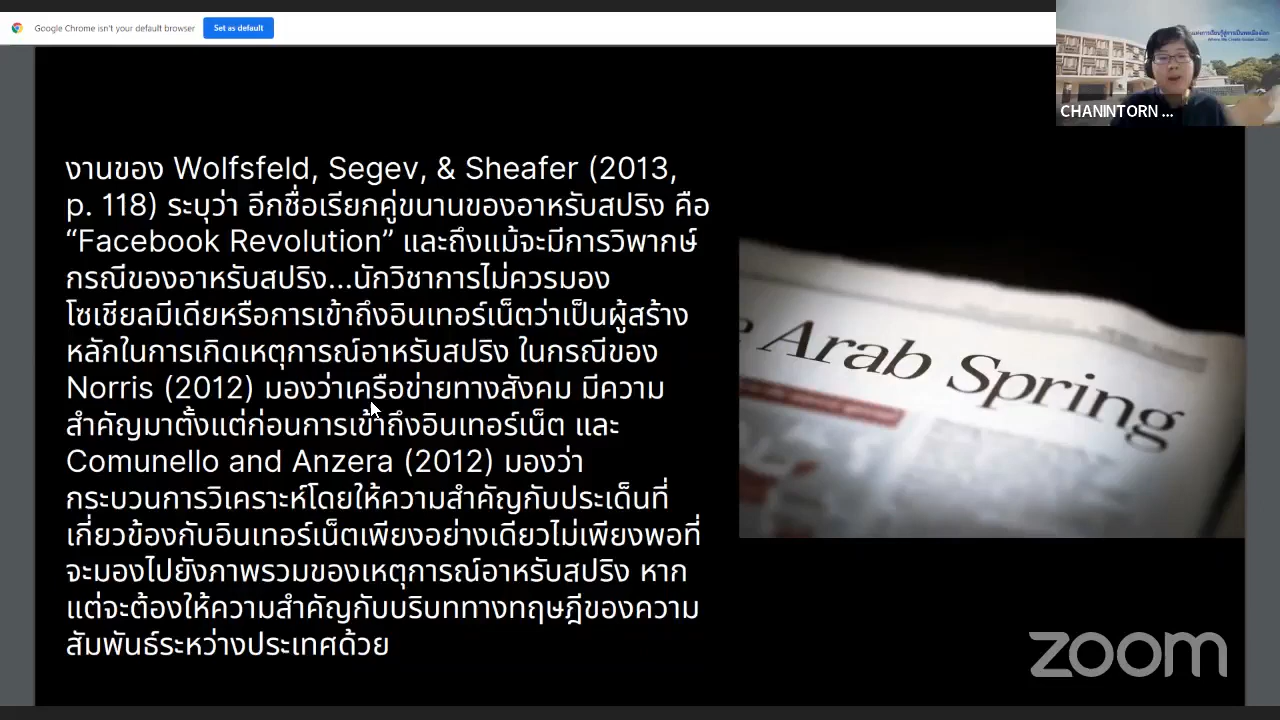 Google Chrome isn't your default browser
Set as default
Where We Create Global Citizen
CHANINTORN ...
งานของ Wolfsfeld, Segev, & Sheafer (2013,
p. 118) ระบุว่า อีกชื่อเรียกคู่ขนานของอาหรับสปริง คือ
“Facebook Revolution” และถึงแม้จะมีการวิพากษ์
กรณีของอาหรับสปริง...นักวิชาการไม่ควรมอง
โซเชียลมีเดียหรือการเข้าถึงอินเทอร์เน็ตว่าเป็นผู้สร้าง
หลักในการเกิดเหตุการณ์อาหรับสปริง ในกรณีของ
Norris (2012) มองว่าเครือข่ายทางสังคม มีความ
สำคัญมาตั้งแต่ก่อนการเข้าถึงอินเทอร์เน็ต และ
Comunello and Anzera (2012) มองว่า
กระบวนการวิเคราะห์โดยให้ความสำคัญกับประเด็นที่
เกี่ยวข้องกับอินเทอร์เน็ตเพียงอย่างเดียวไม่เพียงพอที่
จะมองไปยังภาพรวมของเหตุการณ์อาหรับสปริง หาก
แต่จะต้องให้ความสำคัญกับบริบททางทฤษฎีของความ
สัมพันธ์ระหว่างประเทศด้วย
Arab Spring
zoom